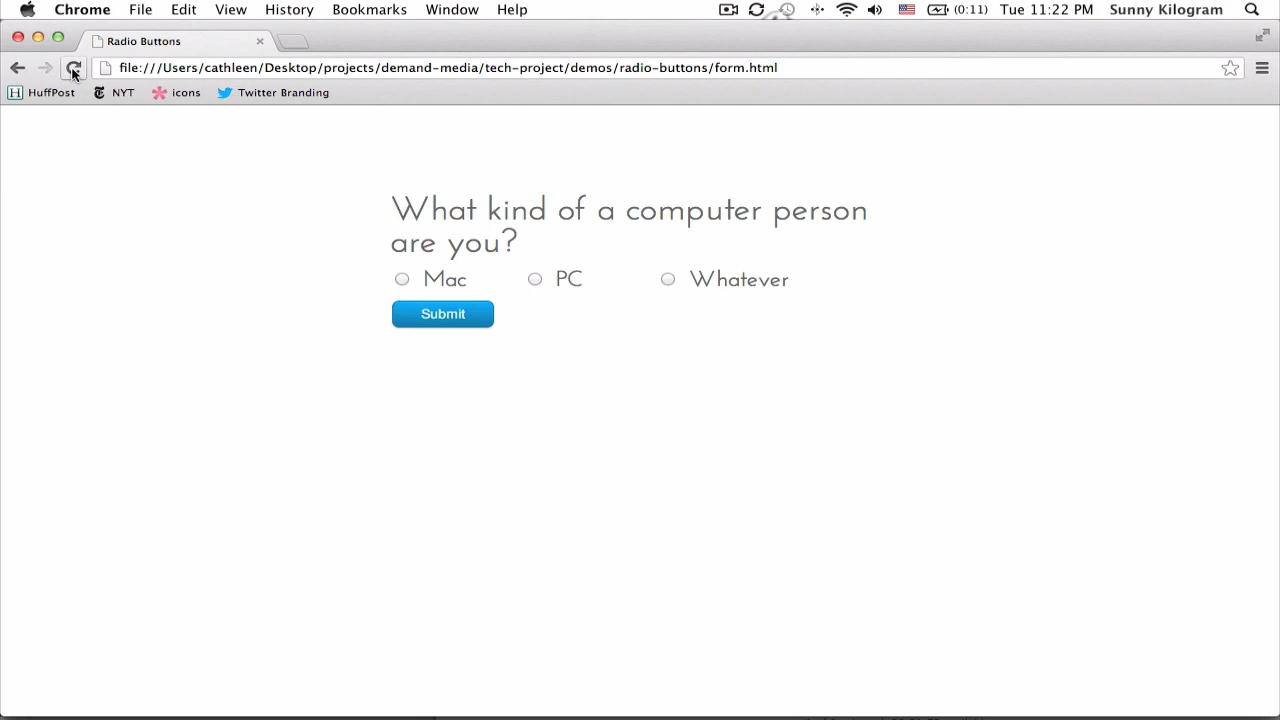 Chrome File Edit View History Bookmarks Window Help (0:11) Tue 11:22 PM Sunny Kilogram
Radio Buttons
file:///Users/cathleen/Desktop/projects/demand-media/tech-project/demos/radio-buttons/form.html
H HuffPost NYT icons Twitter Branding
What kind of a computer person
are you?
Mac PC Whatever
Submit